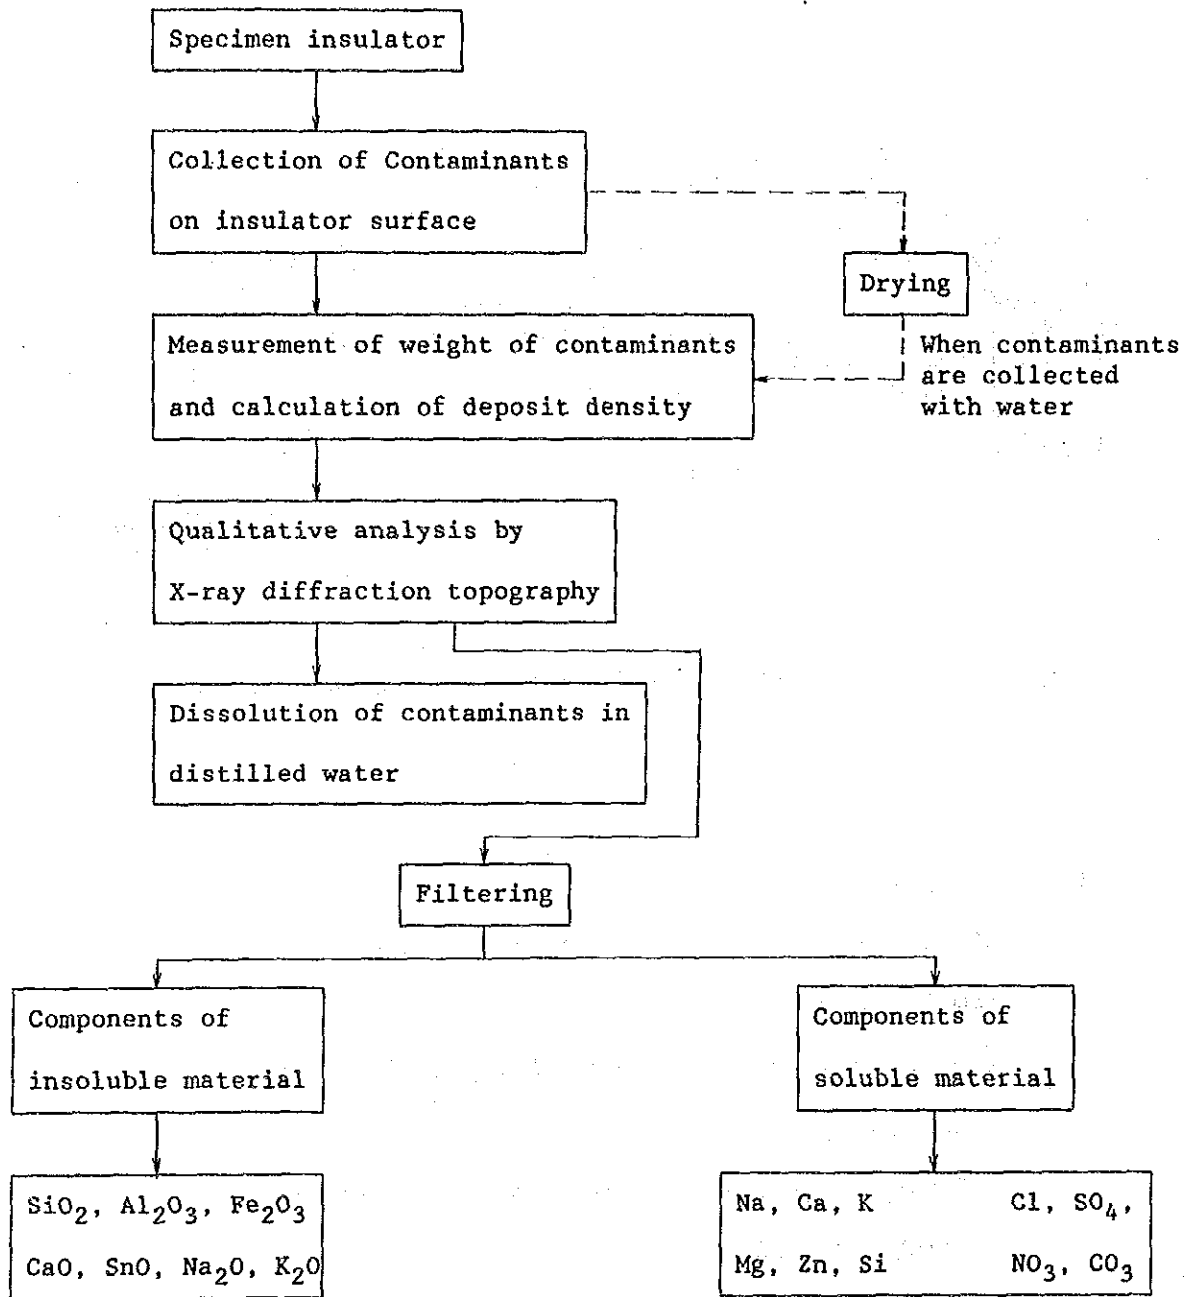 Specimen insulator
Collection of Contaminants
on insulator surface
Drying
When contaminants
are collected
with water
Measurement of weight of contaminants
and calculation of deposit density
Qualitative analysis by
X-ray diffraction topography
Dissolution of contaminants in
distilled water
Filtering
Components of
insoluble material
Components of
soluble material
SiO₂, Al₂O₃, Fe₂O₃
CaO, SnO, Na₂O, K₂O
Na, Ca, K Cl, SO₄,
Mg, Zn, Si NO₃, CO₃